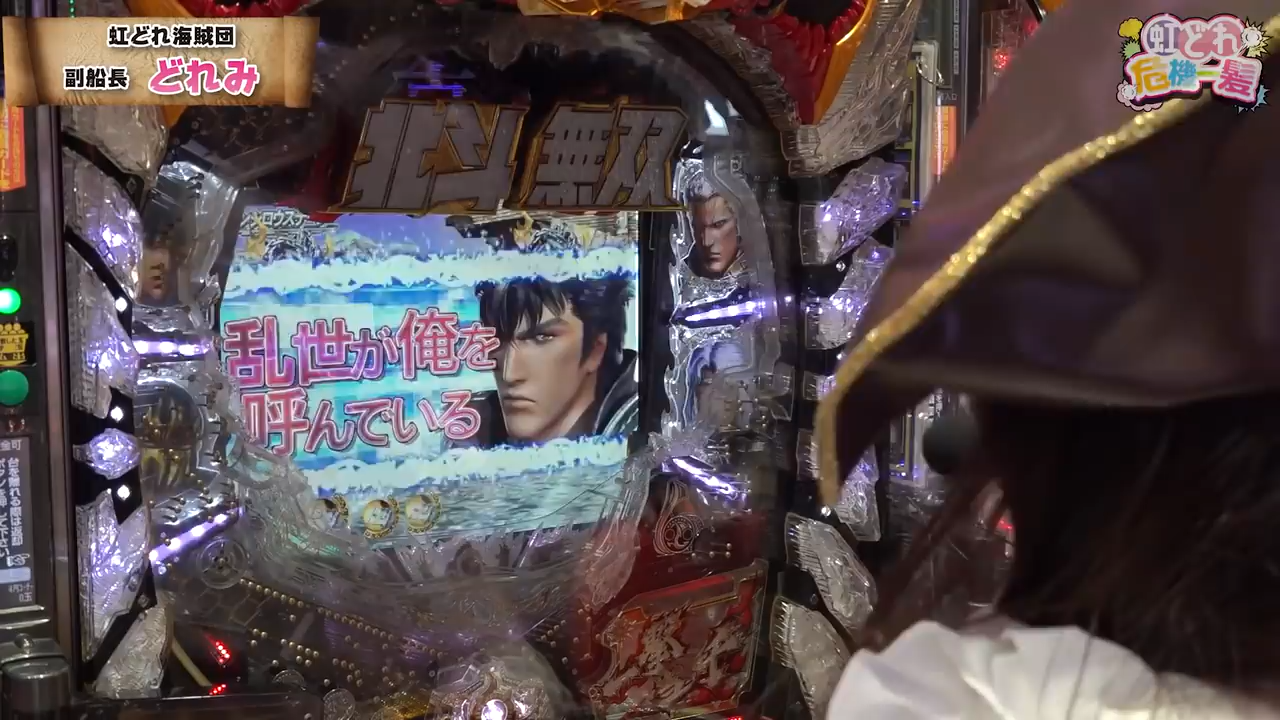 虹どれ海賊団
副船長 どれみ
虹どれ
危機一髪
北斗無双
乱世が俺を
呼んでいる